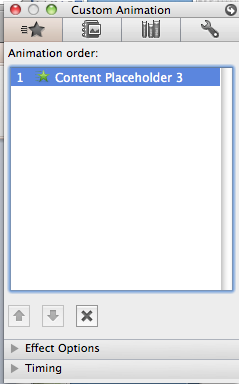 Custom Animation
Animation order:
1 Content Placeholder 3
Effect Options
Timing